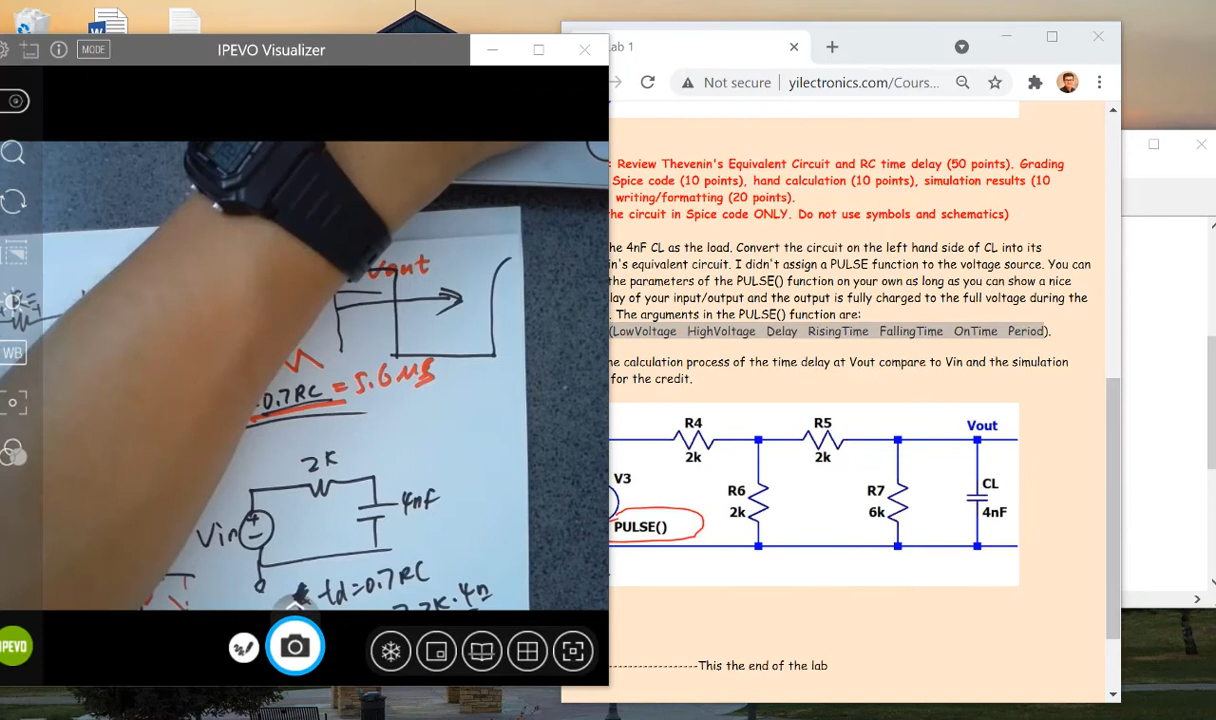 IPEVO Visualizer
MODE
WB
Vout
0.7RC = 5.6 μs
2K
4nF
Vin
+
-
td = 0.7RC
2K·4n
IPEVO
ab 1
Not secure
yilectronics.com/Cours...
: Review Thevenin's Equivalent Circuit and RC time delay (50 points). Grading
Spice code (10 points), hand calculation (10 points), simulation results (10
writing/formatting (20 points).
the circuit in Spice code ONLY. Do not use symbols and schematics)
he 4nF CL as the load. Convert the circuit on the left hand side of CL into its
in's equivalent circuit. I didn't assign a PULSE function to the voltage source. You can
the parameters of the PULSE() function on your own as long as you can show a nice
lay of your input/output and the output is fully charged to the full voltage during the
. The arguments in the PULSE() function are:
(LowVoltage HighVoltage Delay RisingTime FallingTime OnTime Period).
he calculation process of the time delay at Vout compare to Vin and the simulation
for the credit.
R4
2k
R5
2k
Vout
V3
PULSE()
R6
2k
R7
6k
CL
4nF
--------------------This the end of the lab